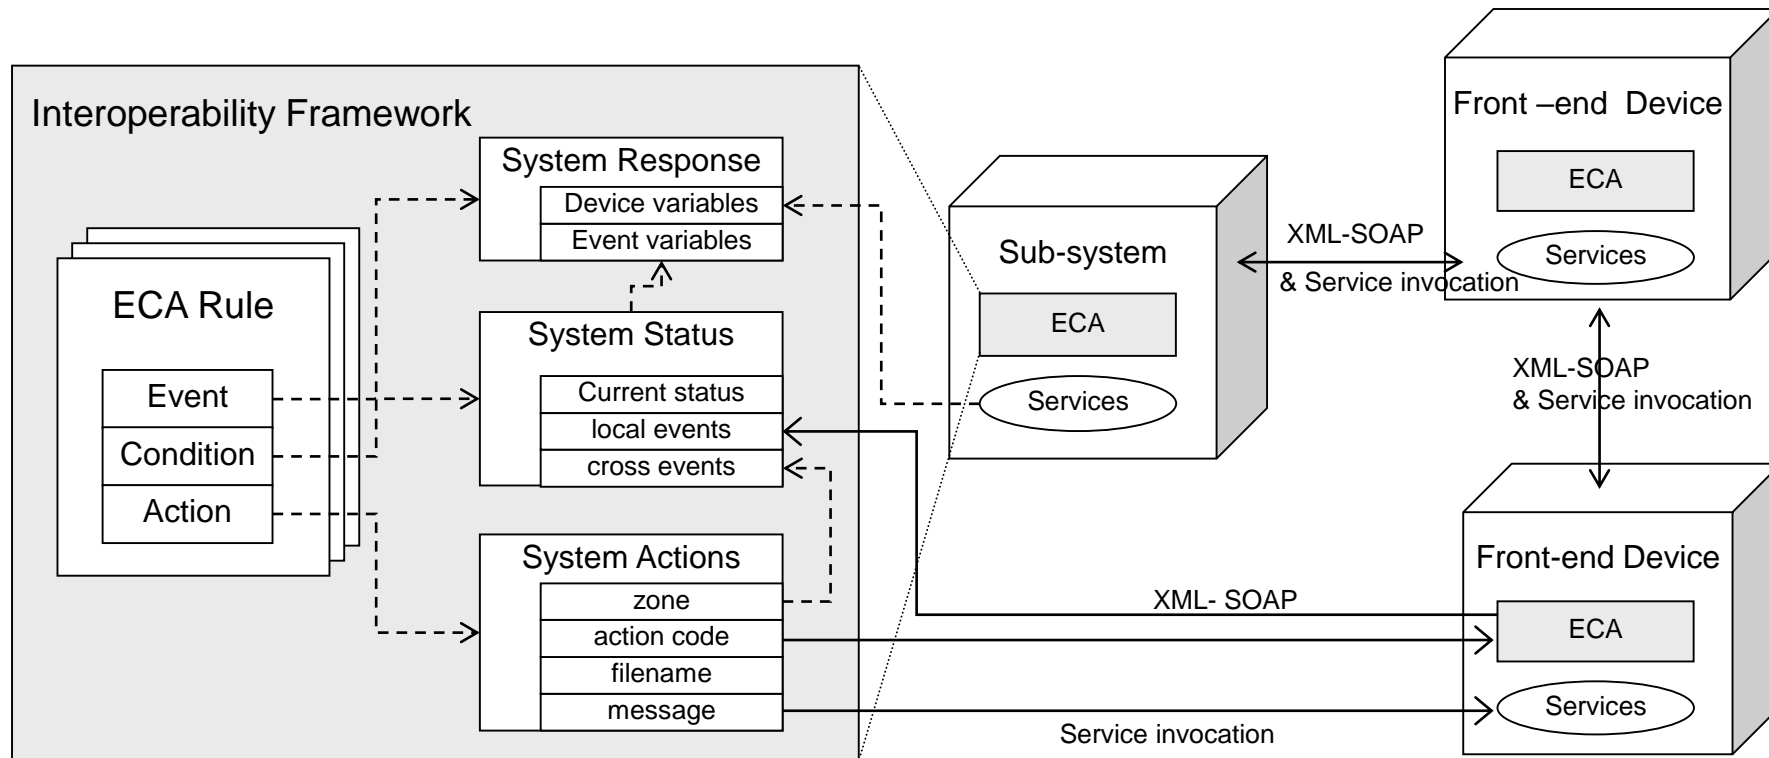 Interoperability Framework
ECA Rule
Event
Condition
Action
System Response
Device variables
Event variables
System Status
Current status
local events
cross events
System Actions
zone
action code
filename
message
Sub-system
ECA
Services
XML-SOAP
& Service invocation
Front –end Device
ECA
Services
XML-SOAP
& Service invocation
Front-end Device
ECA
Services
XML- SOAP
Service invocation